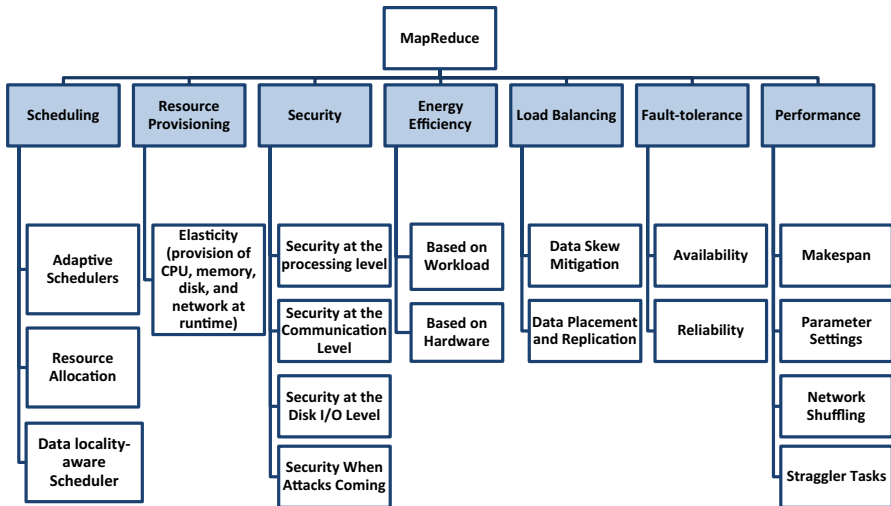 MapReduce
Scheduling
Resource
Provisioning
Security
Energy
Efficiency
Load Balancing
Fault-tolerance
Performance
Adaptive
Schedulers
Resource
Allocation
Data locality-
aware
Scheduler
Elasticity
(provision of
CPU, memory,
disk, and
network at
runtime)
Security at the
processing level
Security at the
Communication
Level
Security at the
Disk I/O Level
Security When
Attacks Coming
Based on
Workload
Based on
Hardware
Data Skew
Mitigation
Data Placement
and Replication
Availability
Reliability
Makespan
Parameter
Settings
Network
Shuffling
Straggler Tasks